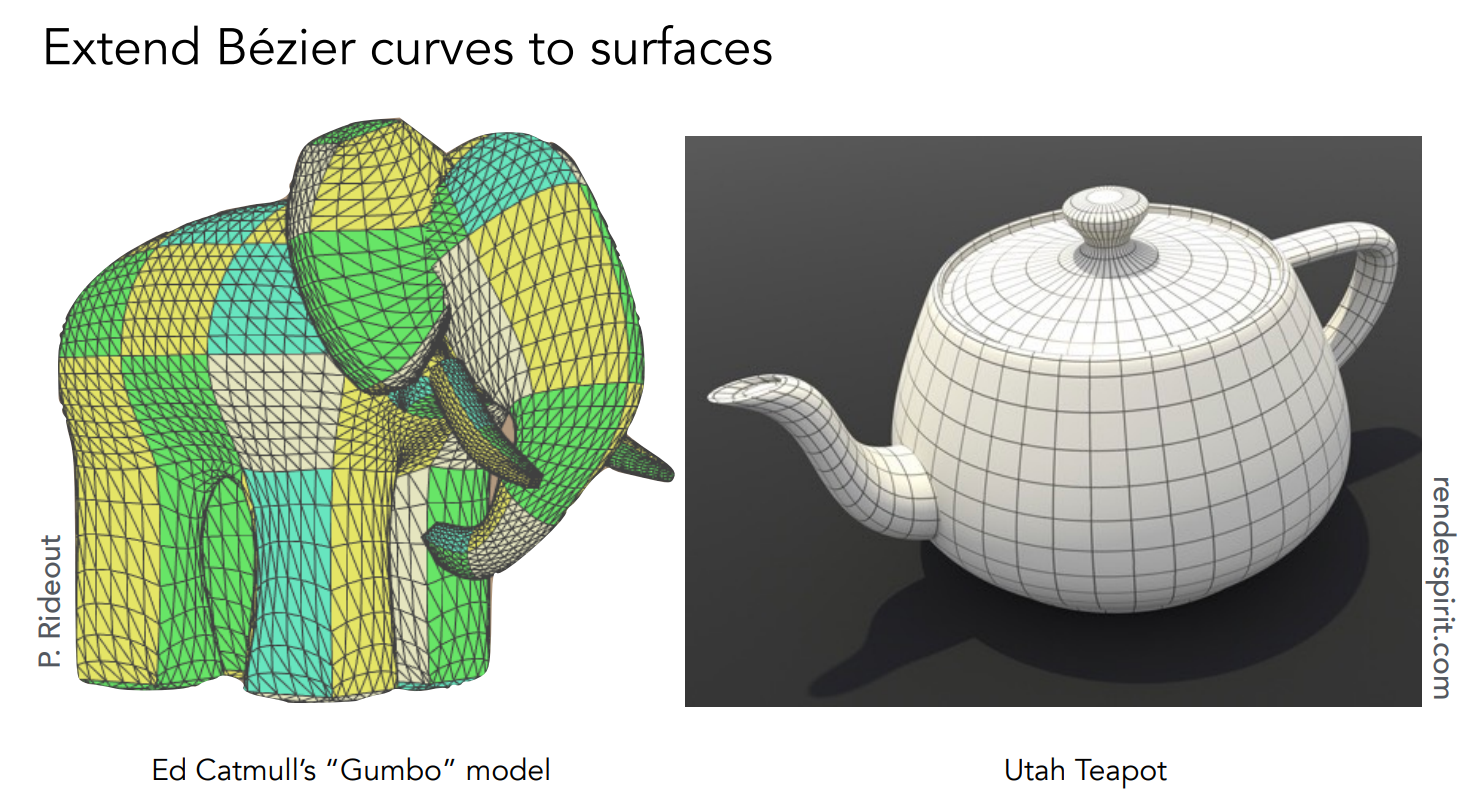 Extend Bézier curves to surfaces
P. Rideout
renderspirit.com
Ed Catmull’s “Gumbo” model
Utah Teapot